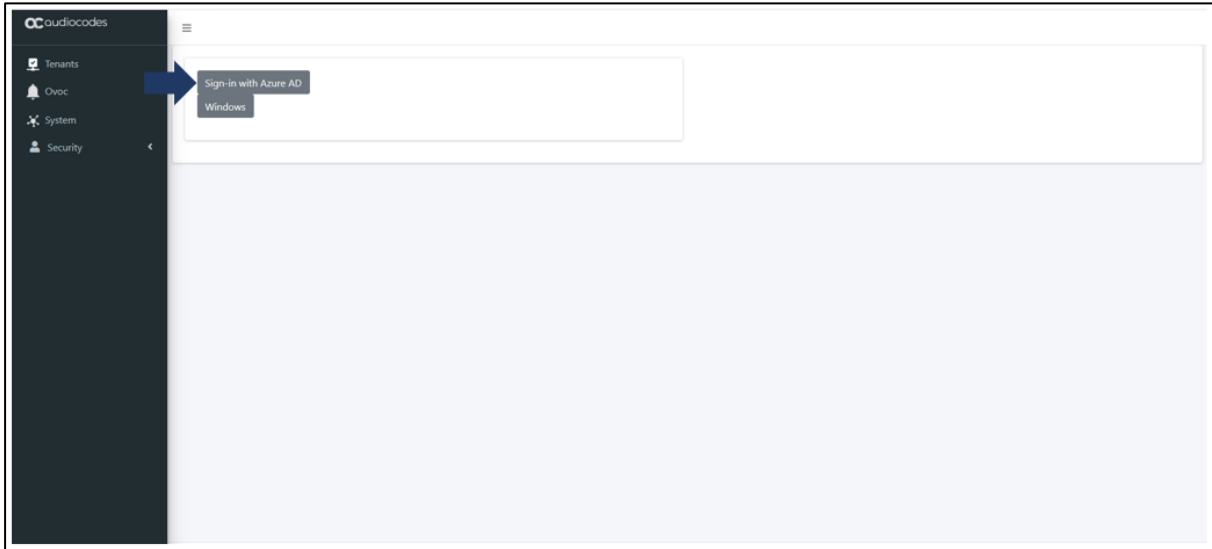 audiocodes
Tenants
Ovoc
System
Security
Sign-in with Azure AD
Windows